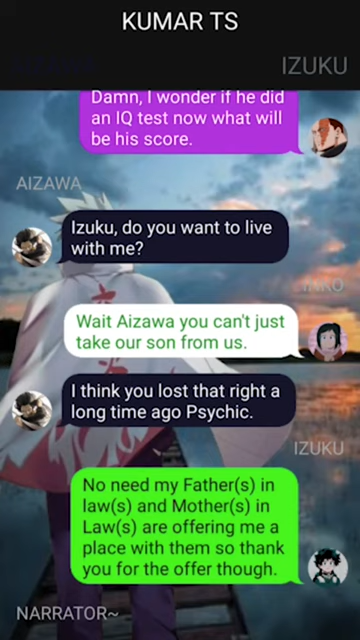 KUMAR TS
IZUKU
Damn, I wonder if he did
an IQ test now what will
be his score.
AIZAWA
Izuku, do you want to live
with me?
INKO
Wait Aizawa you can't just
take our son from us.
I think you lost that right a
long time ago Psychic.
IZUKU
No need my Father(s) in
law(s) and Mother(s) in
Law(s) are offering me a
place with them so thank
you for the offer though.
NARRATOR~